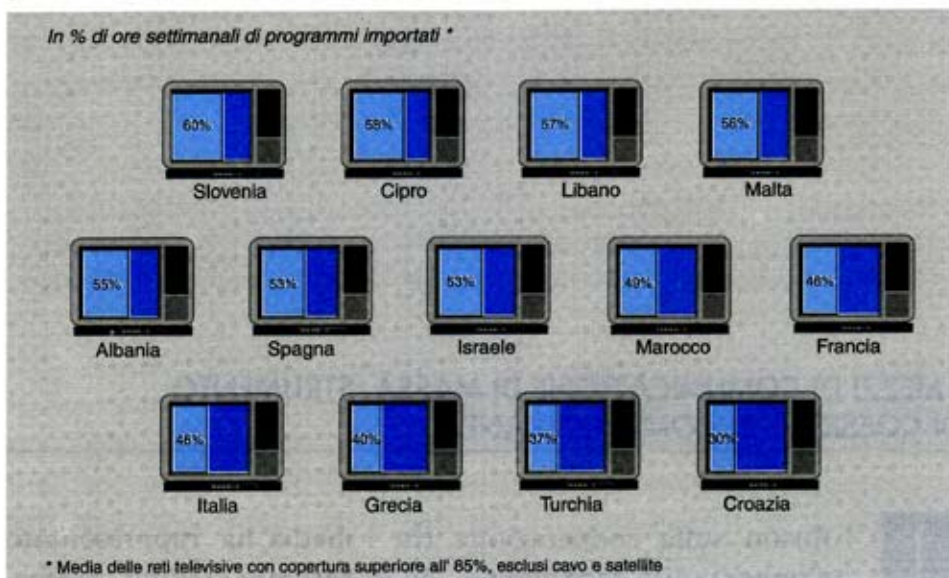 In % di ore settimanali di programmi importati *
60% 58% 57% 56%
Slovenia Cipro Libano Malta
55% 53% 53% 49% 46%
Albania Spagna Israele Marocco Francia
46% 40% 37% 30%
Italia Grecia Turchia Croazia
* Media delle reti televisive con copertura superiore all' 85%, esclusi cavo e satellite